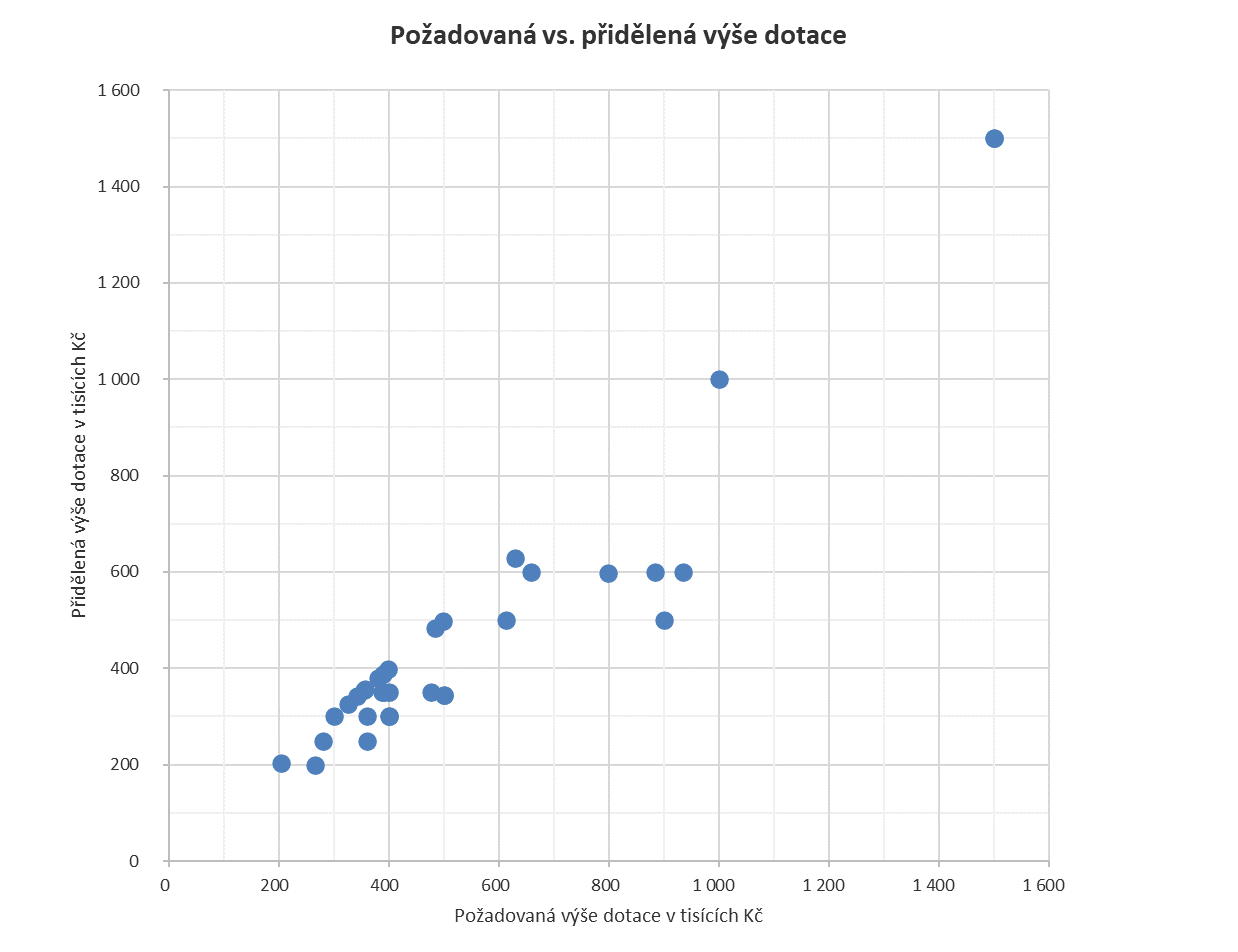 Požadovaná vs. přidělená výše dotace
1 600
1 400
1 200
1 000
800
600
400
200
0
Přidělená výše dotace v tisících Kč
0 200 400 600 800 1 000 1 200 1 400 1 600
Požadovaná výše dotace v tisících Kč